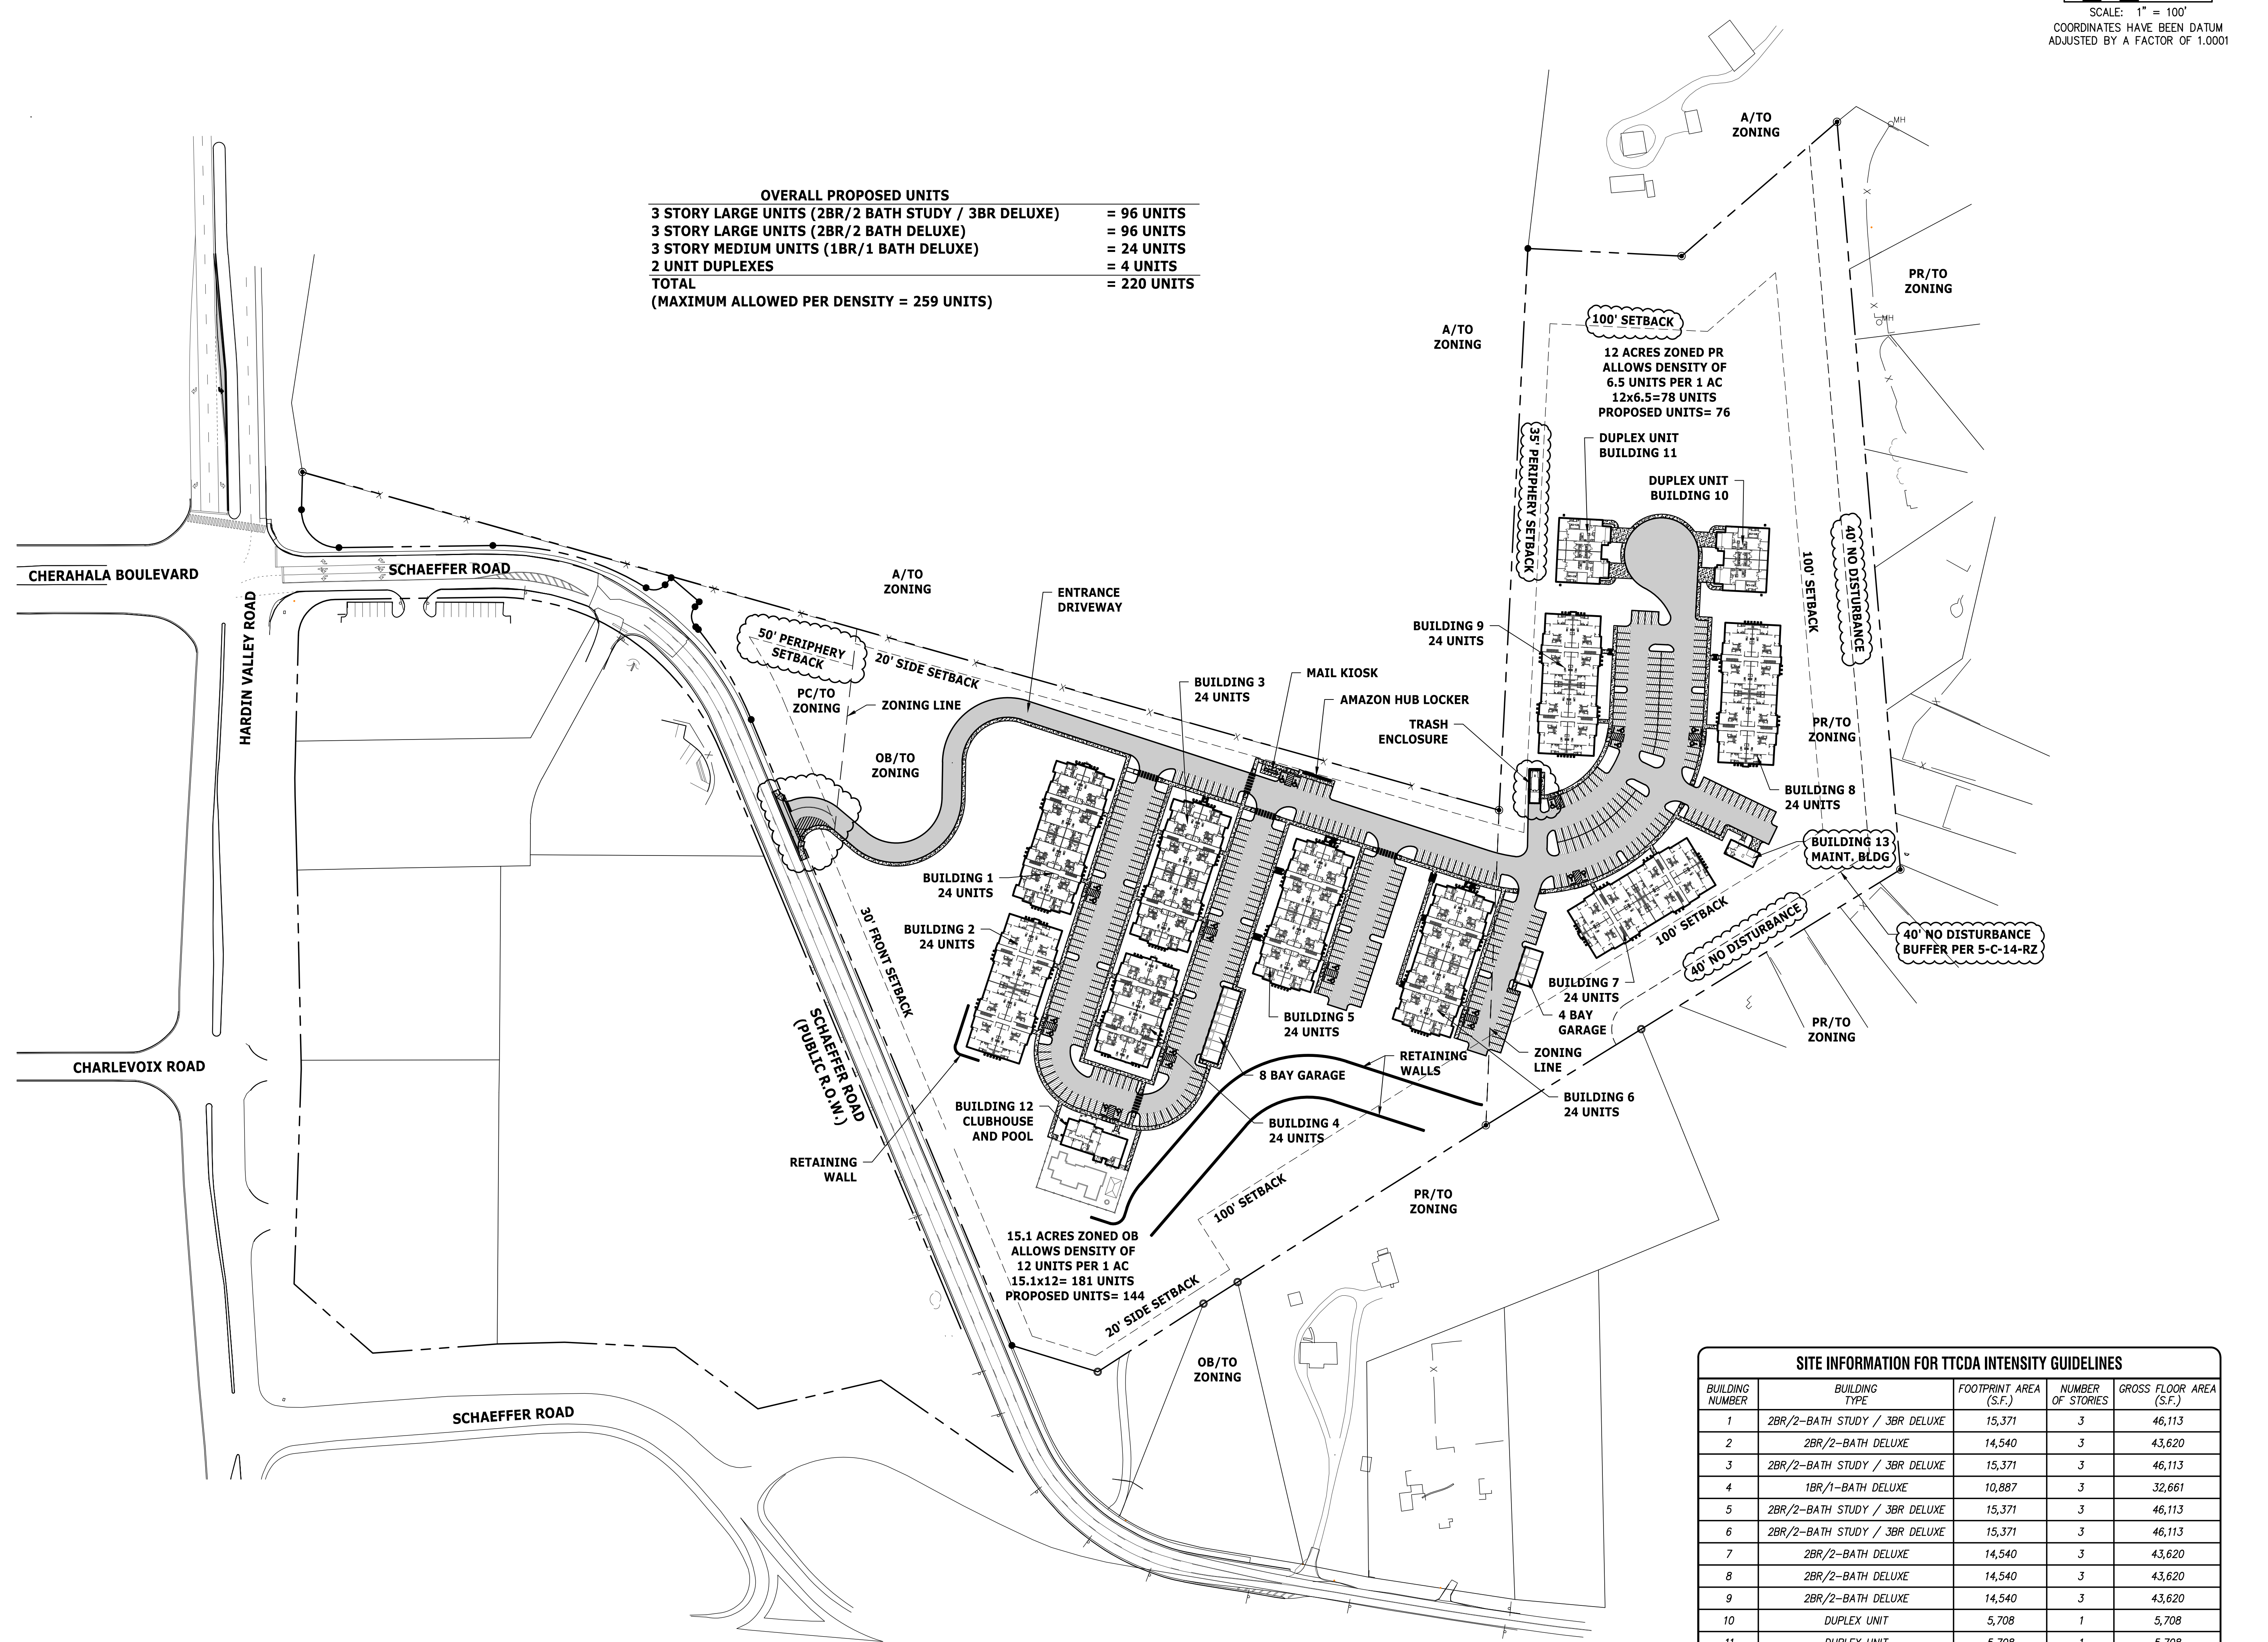 SCALE: 1" = 100'
COORDINATES HAVE BEEN DATUM
ADJUSTED BY A FACTOR OF 1.0001
OVERALL PROPOSED UNITS
3 STORY LARGE UNITS (2BR/2 BATH STUDY / 3BR DELUXE) = 96 UNITS
3 STORY LARGE UNITS (2BR/2 BATH DELUXE) = 96 UNITS
3 STORY MEDIUM UNITS (1BR/1 BATH DELUXE) = 24 UNITS
2 UNIT DUPLEXES = 4 UNITS
TOTAL = 220 UNITS
(MAXIMUM ALLOWED PER DENSITY = 259 UNITS)
A/TO
ZONING
MH
PR/TO
ZONING
MH
A/TO
ZONING
100' SETBACK
12 ACRES ZONED PR
ALLOWS DENSITY OF
6.5 UNITS PER 1 AC
12x6.5=78 UNITS
PROPOSED UNITS= 76
35' PERIPHERY SETBACK
DUPLEX UNIT
BUILDING 11
DUPLEX UNIT
BUILDING 10
100' SETBACK
40' NO DISTURBANCE
CHERAHALA BOULEVARD
SCHAEFFER ROAD
HARDIN VALLEY ROAD
A/TO
ZONING
ENTRANCE
DRIVEWAY
50' PERIPHERY
SETBACK
20' SIDE SETBACK
PC/TO
ZONING
ZONING LINE
OB/TO
ZONING
BUILDING 3
24 UNITS
MAIL KIOSK
AMAZON HUB LOCKER
TRASH
ENCLOSURE
BUILDING 9
24 UNITS
PR/TO
ZONING
BUILDING 8
24 UNITS
BUILDING 13
MAINT. BLDG
BUILDING 1
24 UNITS
BUILDING 2
24 UNITS
30' FRONT SETBACK
SCHAEFFER ROAD
(PUBLIC R.O.W.)
100' SETBACK
40' NO DISTURBANCE
40' NO DISTURBANCE
BUFFER PER 5-C-14-RZ
BUILDING 7
24 UNITS
4 BAY
GARAGE
BUILDING 5
24 UNITS
PR/TO
ZONING
ZONING
LINE
RETAINING
WALLS
8 BAY GARAGE
BUILDING 6
24 UNITS
BUILDING 4
24 UNITS
CHARLEVOIX ROAD
BUILDING 12
CLUBHOUSE
AND POOL
RETAINING
WALL
PR/TO
ZONING
100' SETBACK
15.1 ACRES ZONED OB
ALLOWS DENSITY OF
12 UNITS PER 1 AC
15.1x12= 181 UNITS
PROPOSED UNITS= 144
20' SIDE SETBACK
OB/TO
ZONING
SCHAEFFER ROAD
SITE INFORMATION FOR TTCDA INTENSITY GUIDELINES
BUILDING NUMBER BUILDING TYPE FOOTPRINT AREA (S.F.) NUMBER OF STORIES GROSS FLOOR AREA (S.F.)
1 2BR/2-BATH STUDY / 3BR DELUXE 15,371 3 46,113
2 2BR/2-BATH DELUXE 14,540 3 43,620
3 2BR/2-BATH STUDY / 3BR DELUXE 15,371 3 46,113
4 1BR/1-BATH DELUXE 10,887 3 32,661
5 2BR/2-BATH STUDY / 3BR DELUXE 15,371 3 46,113
6 2BR/2-BATH STUDY / 3BR DELUXE 15,371 3 46,113
7 2BR/2-BATH DELUXE 14,540 3 43,620
8 2BR/2-BATH DELUXE 14,540 3 43,620
9 2BR/2-BATH DELUXE 14,540 3 43,620
10 DUPLEX UNIT 5,708 1 5,708
11 DUPLEX UNIT 5,708 1 5,708